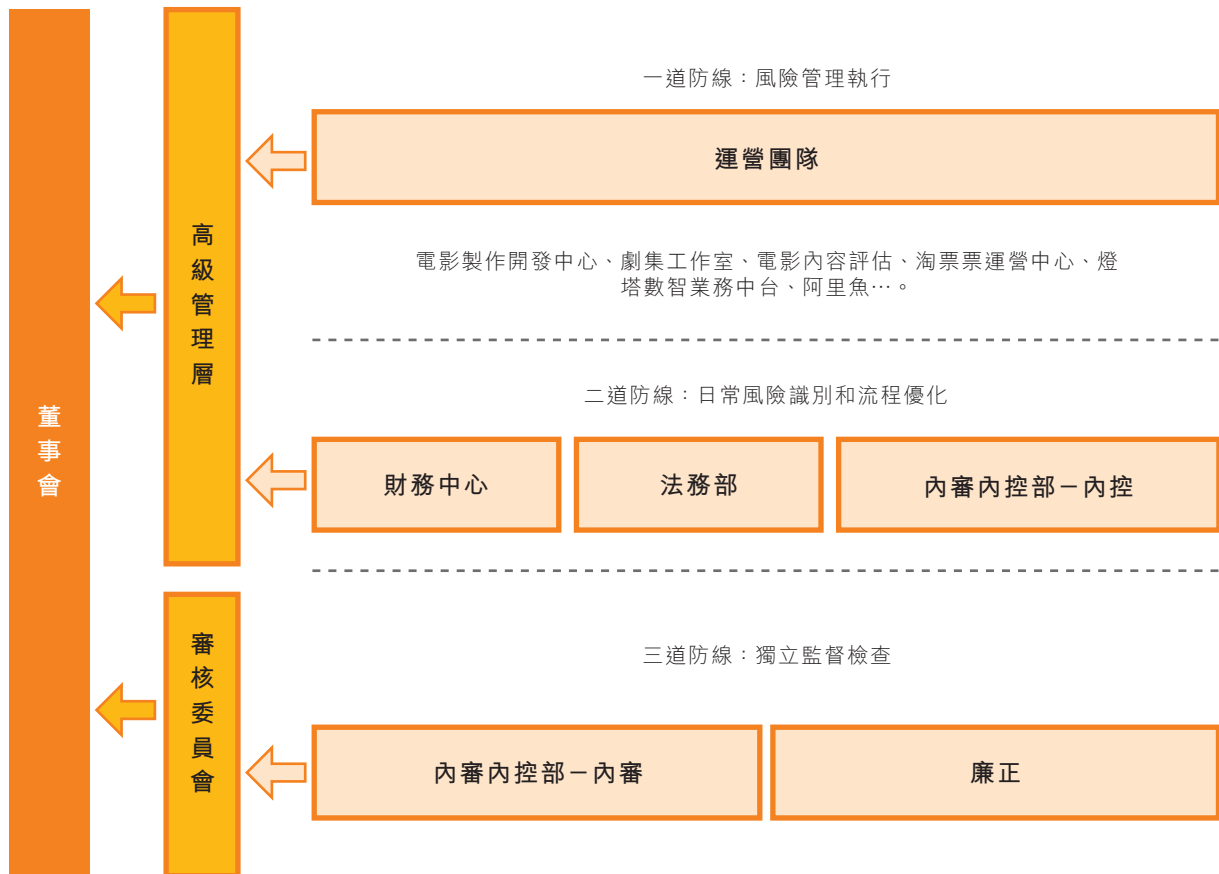 董事會
高級管理層
一道防線：風險管理執行
運營團隊
電影製作開發中心、劇集工作室、電影內容評估、淘票票運營中心、燈
塔數智業務中台、阿里魚…。
二道防線：日常風險識別和流程優化
財務中心
法務部
內審內控部－內控
審核委員會
三道防線：獨立監督檢查
內審內控部－內審
廉正